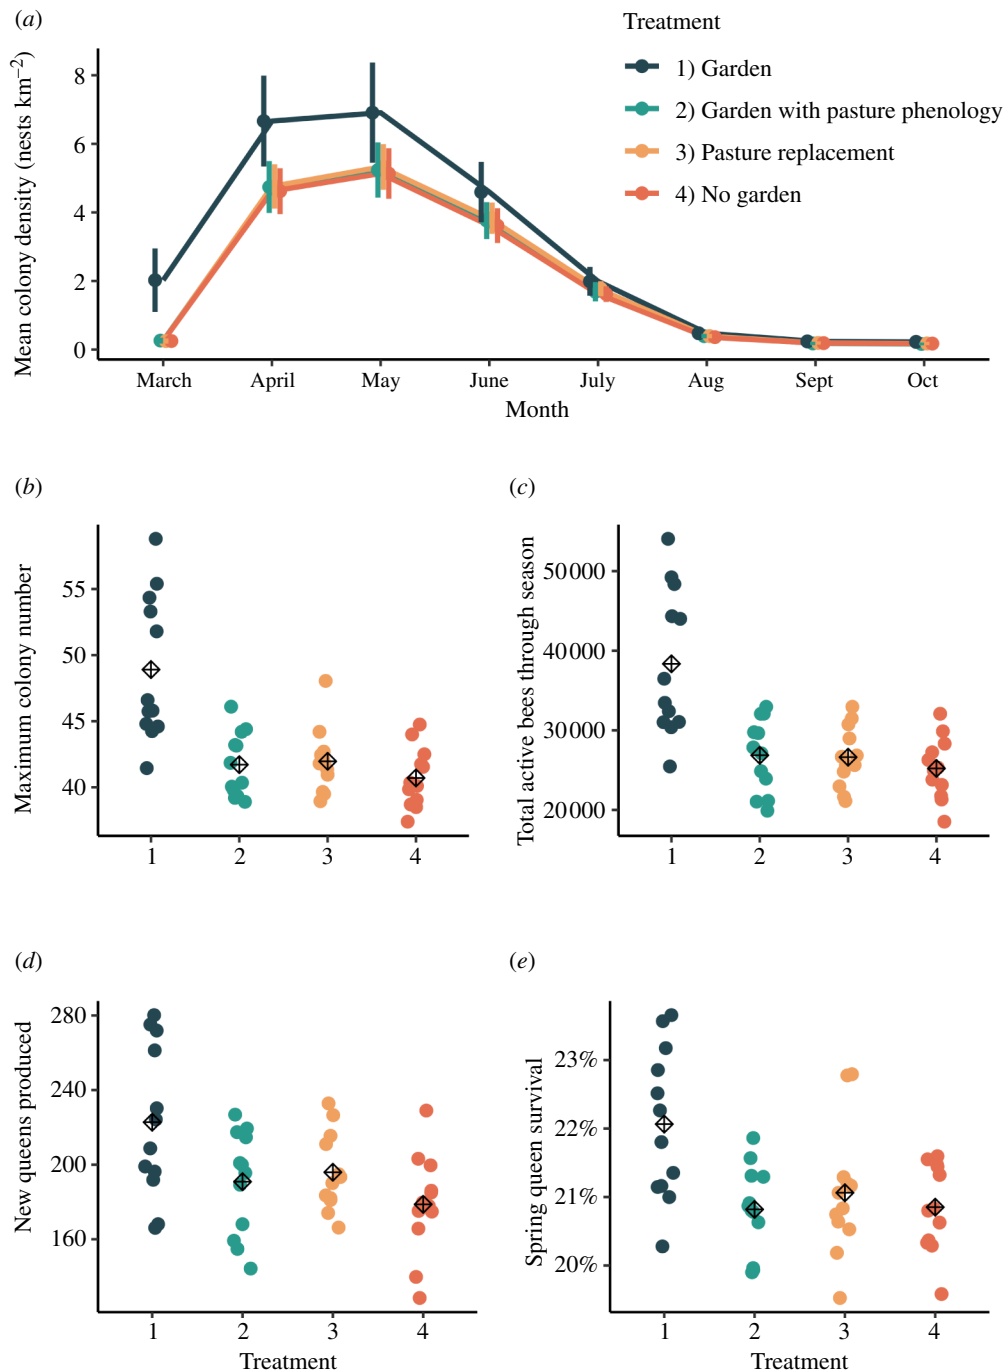 (a)
Treatment
1) Garden
2) Garden with pasture phenology
3) Pasture replacement
4) No garden
Mean colony density (nests km⁻²)
8
6
4
2
0
March April May June July Aug Sept Oct
Month
(b)
Maximum colony number
55
50
45
40
1 2 3 4
(c)
Total active bees through season
50000
40000
30000
20000
1 2 3 4
(d)
New queens produced
280
240
200
160
1 2 3 4
Treatment
(e)
Spring queen survival
23%
22%
21%
20%
1 2 3 4
Treatment